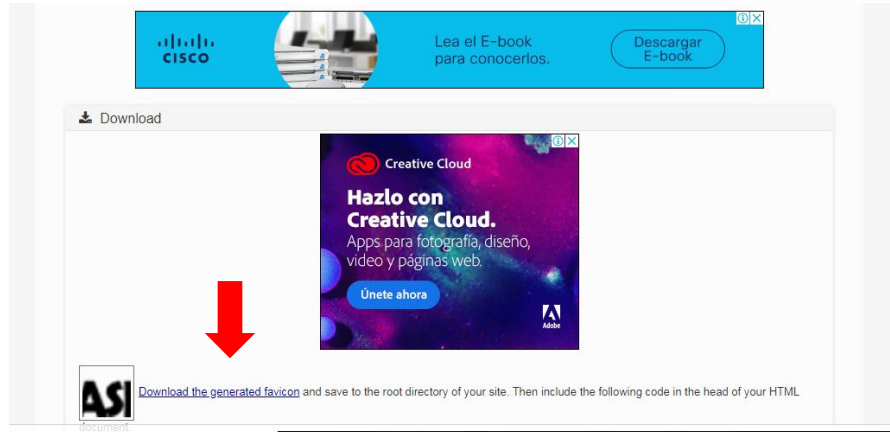 CISCO
Lea el E-book
para conocerlos.
Descargar
E-book
Download
Creative Cloud
Hazlo con
Creative Cloud.
Apps para fotografía, diseño,
video y páginas web.
Únete ahora
Adobe
ASI
Download the generated favicon and save to the root directory of your site. Then include the following code in the head of your HTML
document.